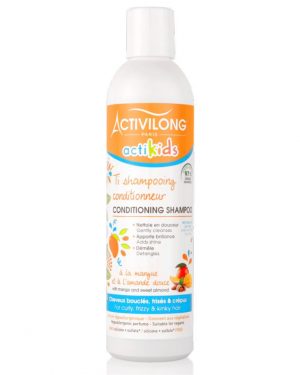 ACTIVILONG
PARIS
actikids
Ti shampooing
conditionneur
CONDITIONING SHAMPOO
• Nettoie en douceur
Gently cleanses
• Apporte brillance
Adds shine
• Démêle
Detangles
à la mangue
et à l'amande douce
with mango and sweet almond
Cheveux bouclés, frisés & crépus
for curly, frizzy & kinky hair